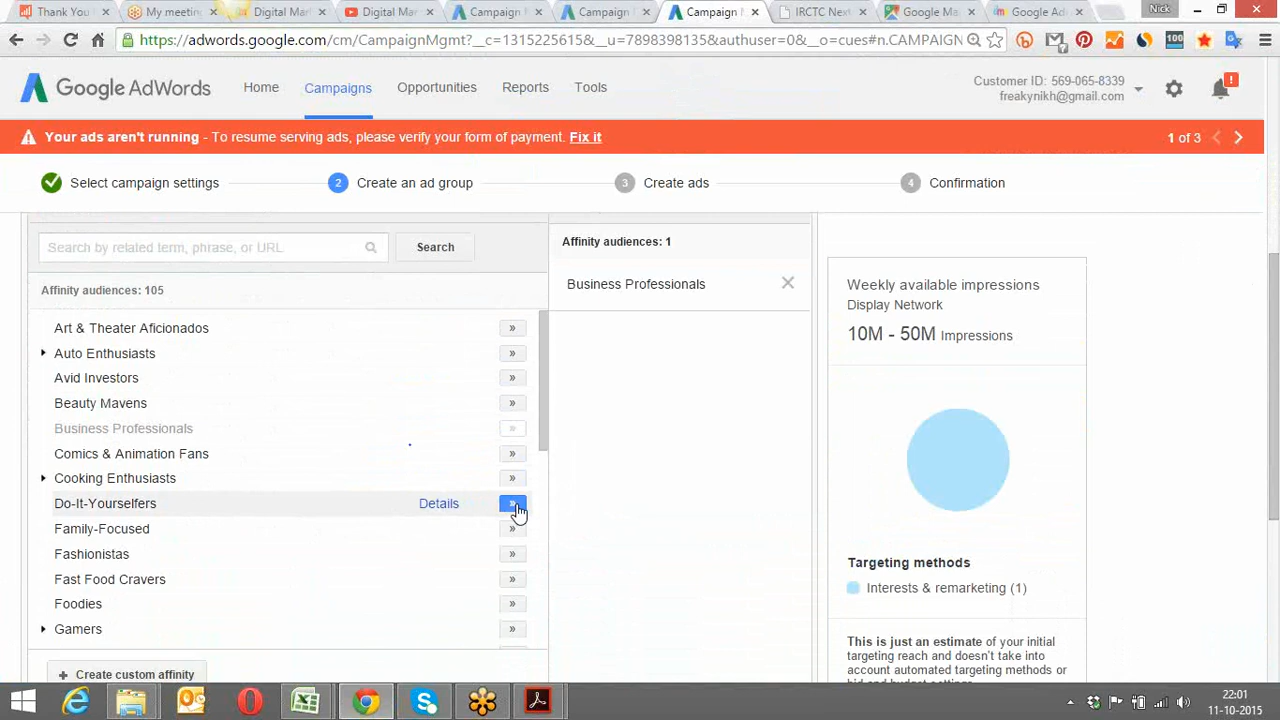 Thank You
My meeting
Digital Mar
Digital Mar
Campaign M
Campaign
Campaign M
IRCTC Next
Google Ma
Google Ad
Nick
https://adwords.google.com/cm/CampaignMgmt?__c=1315225615&__u=7898398135&authuser=0&__o=cues#n.CAMPAIGN
100
Google AdWords
Home
Campaigns
Opportunities
Reports
Tools
Customer ID: 569-065-8339
freakynikh@gmail.com
!
Your ads aren't running - To resume serving ads, please verify your form of payment. Fix it
1 of 3
Select campaign settings
2 Create an ad group
3 Create ads
4 Confirmation
Search by related term, phrase, or URL
Search
Affinity audiences: 105
Art & Theater Aficionados »
Auto Enthusiasts »
Avid Investors »
Beauty Mavens »
Business Professionals »
Comics & Animation Fans »
Cooking Enthusiasts »
Do-It-Yourselfers Details »
Family-Focused »
Fashionistas »
Fast Food Cravers »
Foodies »
Gamers »
+ Create custom affinity
Affinity audiences: 1
Business Professionals
Weekly available impressions
Display Network
10M - 50M Impressions
Targeting methods
Interests & remarketing (1)
This is just an estimate of your initial
targeting reach and doesn't take into
account automated targeting methods or
bid and budget settings.
22:01
11-10-2015